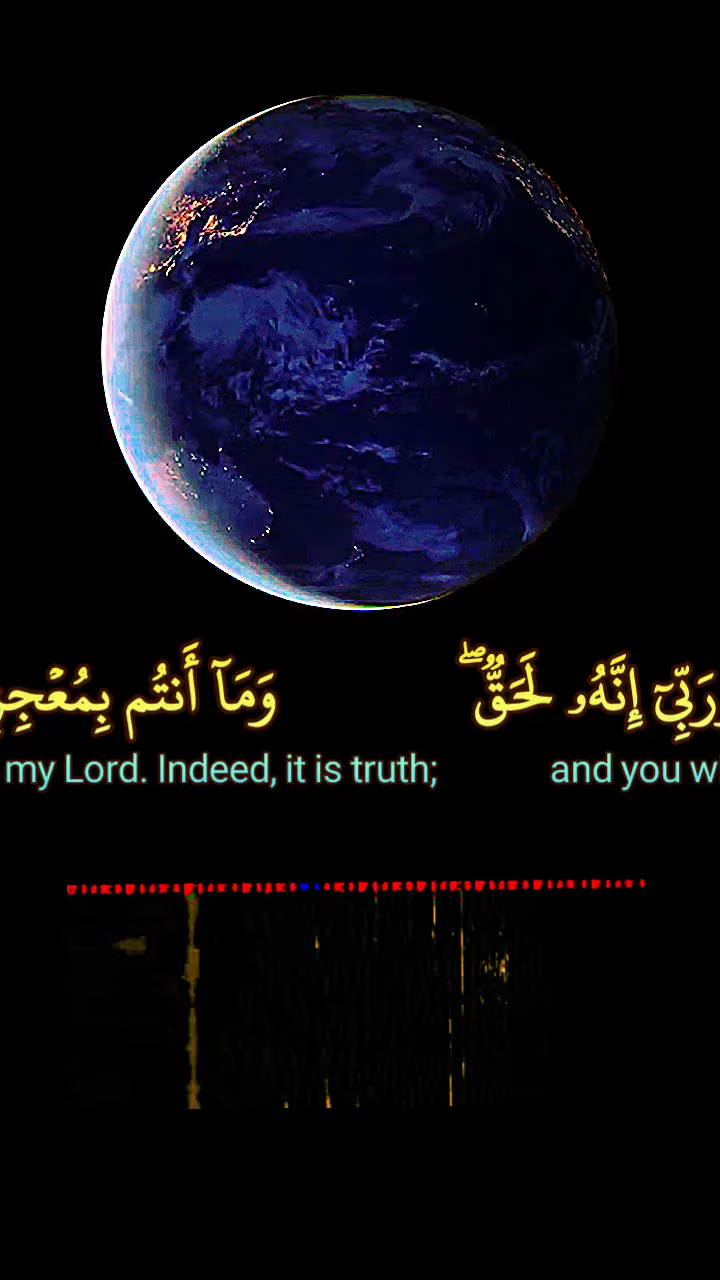 وَرَبِّىٓ إِنَّهُۥ لَحَقٌّۖ وَمَآ أَنتُم بِمُعْجِزِ
my Lord. Indeed, it is truth; and you w